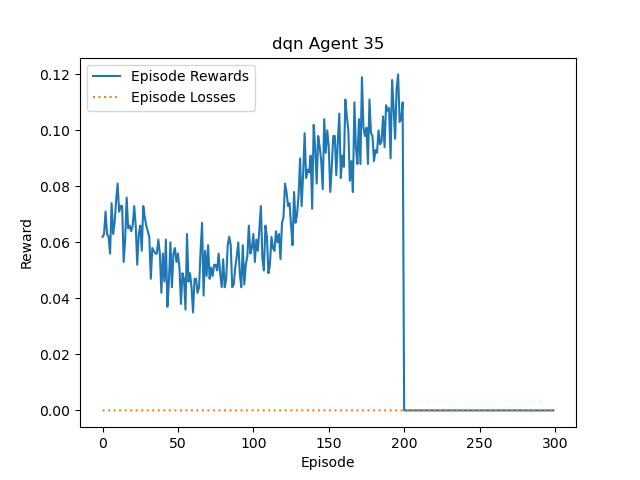 dqn Agent 35
Episode Rewards
Episode Losses
Reward
0.12
0.10
0.08
0.06
0.04
0.02
0.00
0 50 100 150 200 250 300
Episode